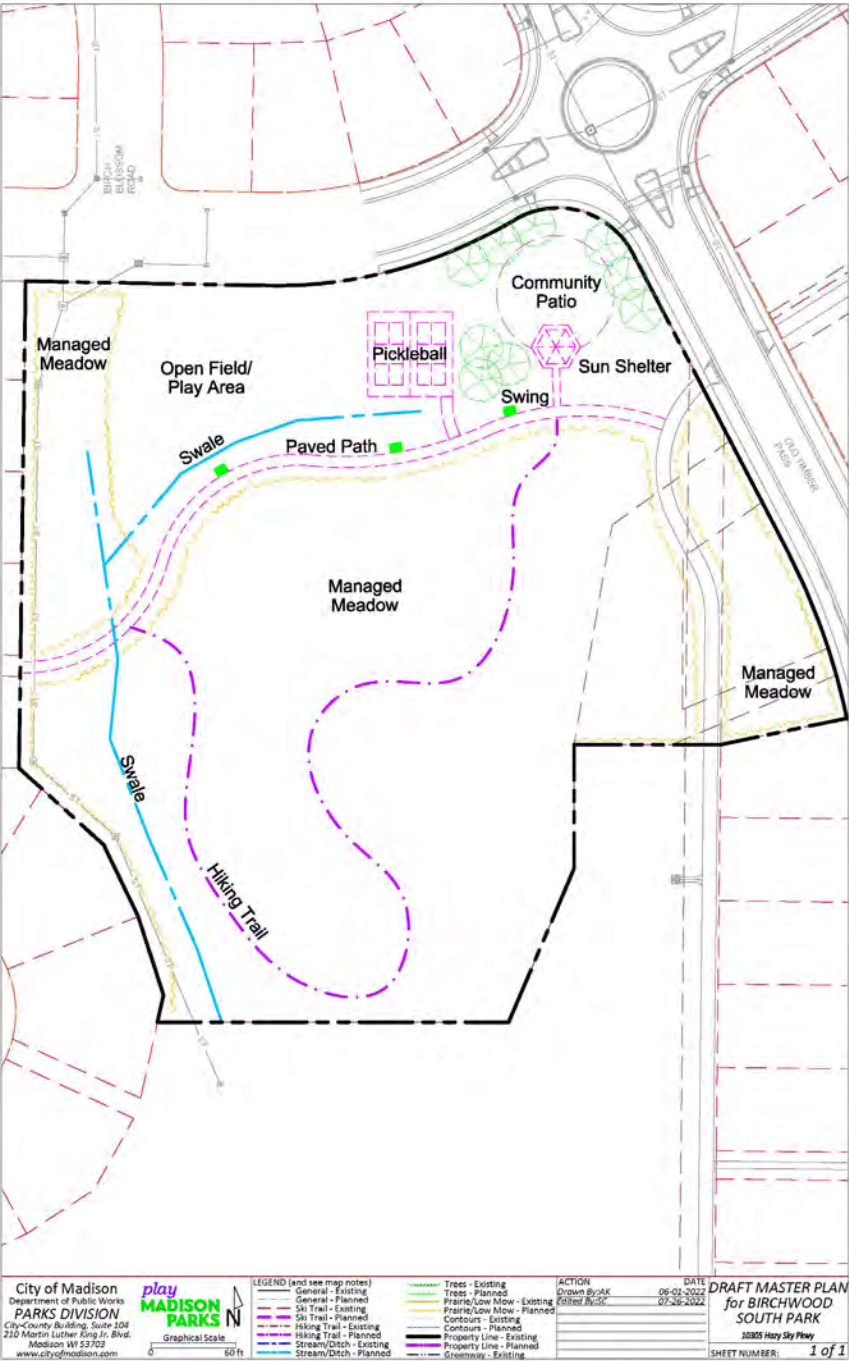 BIRCH
BLOSSOM
ROAD
Community
Patio
Managed
Meadow
Open Field/
Play Area
Pickleball
Sun Shelter
Swing
Swale
Paved Path
OLD TIMBER
PASS
Managed
Meadow
Managed
Meadow
Swale
Hiking Trail
City of Madison
Department of Public Works
PARKS DIVISION
City-County Building, Suite 104
210 Martin Luther King Jr. Blvd.
Madison WI 53703
www.cityofmadison.com
play
MADISON
PARKS
N
Graphical Scale
0 60 ft
LEGEND (and see map notes)
General - Existing
General - Planned
Ski Trail - Existing
Ski Trail - Planned
Hiking Trail - Existing
Hiking Trail - Planned
Stream/Ditch - Existing
Stream/Ditch - Planned
Trees - Existing
Trees - Planned
Prairie/Low Mow - Existing
Prairie/Low Mow - Planned
Contours - Existing
Contours - Planned
Property Line - Existing
Property Line - Planned
Greenway - Existing
ACTION DATE
Drawn By:AK 06-01-2022
Edited By:SC 07-26-2022
DRAFT MASTER PLAN
for BIRCHWOOD
SOUTH PARK
10305 Hazy Sky Pkwy
SHEET NUMBER: 1 of 1